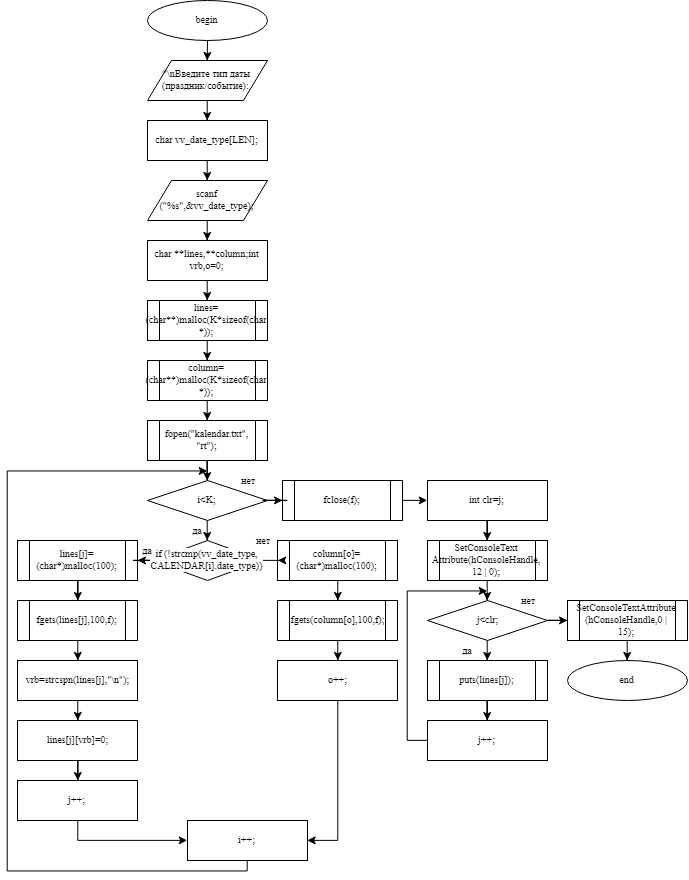 begin
"\nВведите тип даты
(праздник/событие):
char vv_date_type[LEN];
scanf
("%s",&vv_date_type);
char **lines,**column;int
vrb,o=0;
lines=
(char**)malloc(K*sizeof(char
*));
column=
(char**)malloc(K*sizeof(char
*));
fopen("kalendar.txt",
"rt");
i<K;
нет
fclose(f);
int clr=j;
да
lines[j]=
(char*)malloc(100);
да
if (!strcmp(vv_date_type,
CALENDAR[i].date_type))
нет
column[o]=
(char*)malloc(100);
SetConsoleText
Attribute(hConsoleHandle,
12 | 0);
fgets(lines[j],100,f);
fgets(column[o],100,f);
j<clr;
нет
SetConsoleTextAttribute
(hConsoleHandle,0 |
15);
да
vrb=strcspn(lines[j],"\n");
o++;
puts(lines[j]);
end
lines[j][vrb]=0;
j++;
j++;
i++;